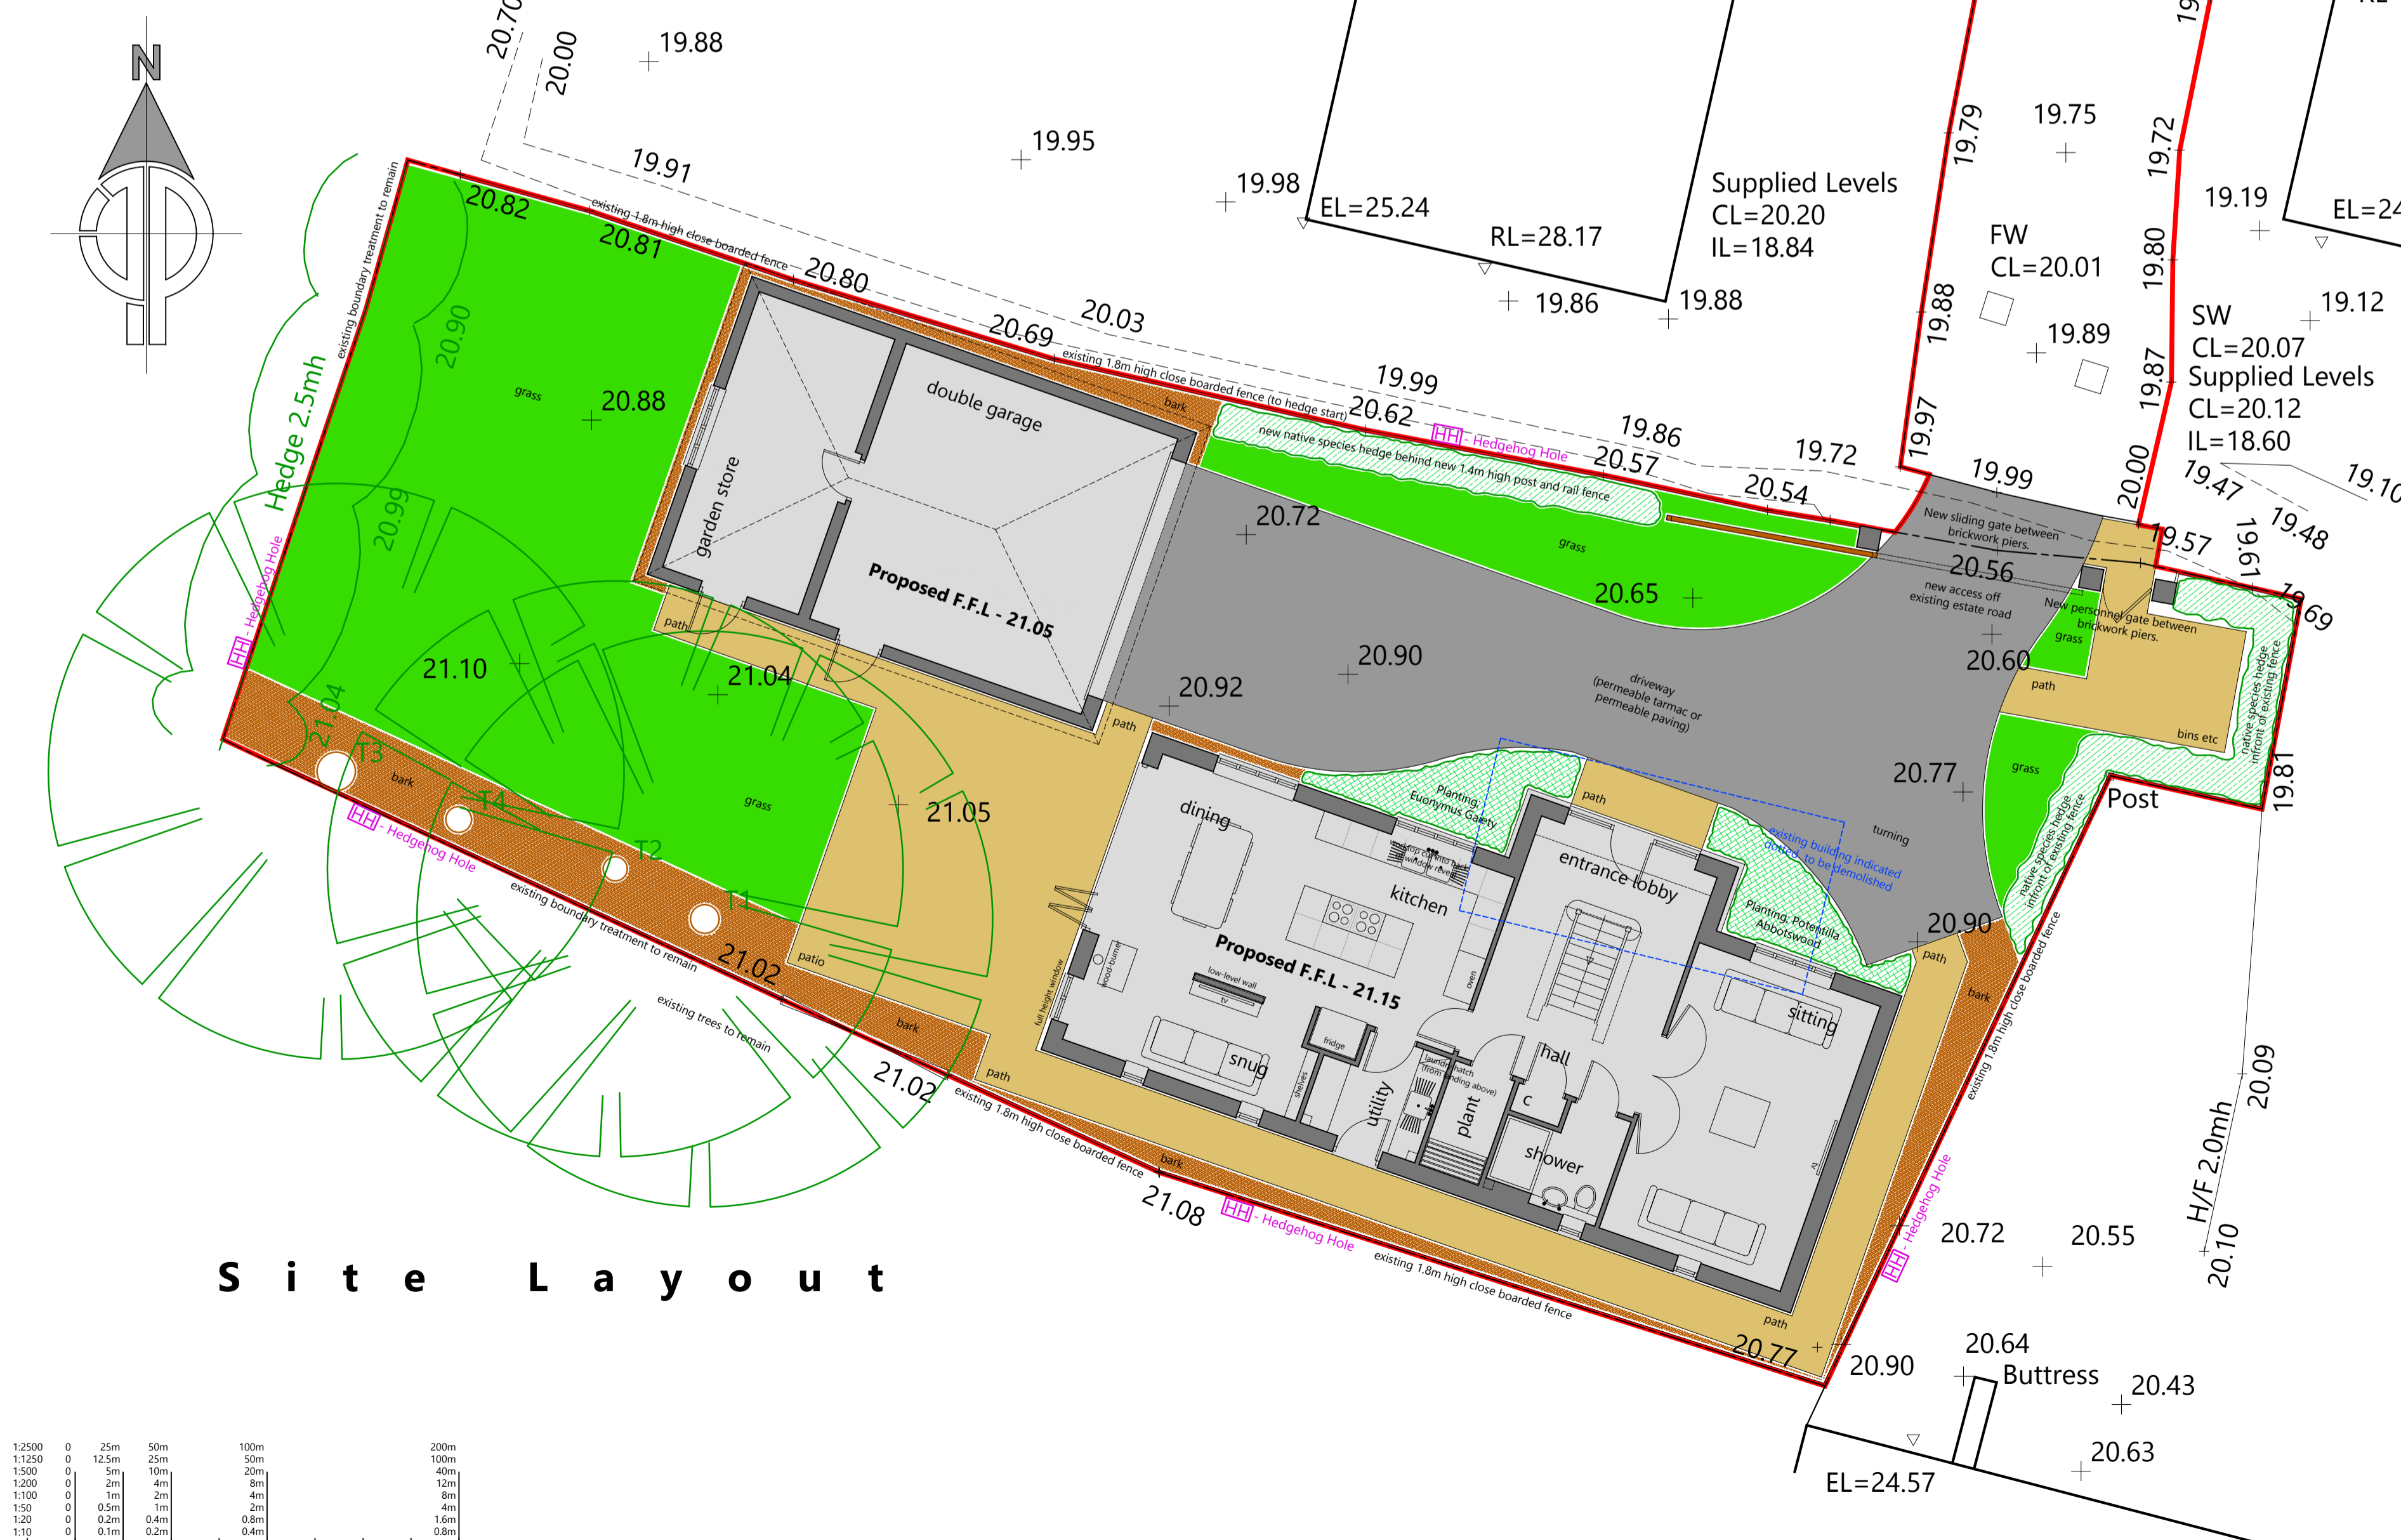 N
20.70
20.00
19.88
19.91
19.95
19.98
EL=25.24
RL=28.17
19.86
19.88
Supplied Levels
CL=20.20
IL=18.84
19.79
19.75
19.72
19.19
EL=24
FW
CL=20.01
19.80
19.88
19.89
19.12
SW
CL=20.07
Supplied Levels
CL=20.12
IL=18.60
19.87
19.97
20.00
19.99
19.47
19.10
19.48
19.57
19.61
19.69
19.81
existing boundary treatment to remain
20.82
20.81
existing 1.8m high close boarded fence
20.80
20.69
20.03
existing 1.8m high close boarded fence (to hedge start)
19.99
20.62
HH - Hedgehog Hole
19.86
20.57
19.72
20.54
Hedge 2.5mh
20.90
20.99
grass
20.88
garden store
double garage
Proposed F.F.L - 21.05
bark
new native species hedge behind new 1.4m high post and rail fence
grass
20.65
20.72
New sliding gate between
brickwork piers.
20.56
new access off
existing estate road
20.60
New personnel gate between
brickwork piers.
grass
path
bins etc
native species hedge
infront of existing fence
HH - Hedgehog Hole
21.10
21.04
21.04
path
20.90
20.92
path
driveway
(permeable tarmac or
permeable paving)
20.77
turning
grass
Post
native species hedge
infront of existing fence
T3
bark
T4
T2
T1
grass
21.05
HH - Hedgehog Hole
existing boundary treatment to remain
21.02
patio
existing trees to remain
bark
21.02
path
dining
Planting;
Euonymus Gaiety
path
existing building indicated
dotted to be demolished
Planting; Potentilla
Abbotswood
20.90
path
bark
kitchen
entrance lobby
Proposed F.F.L - 21.15
wood-burner
low-level wall
tv
oven
full height window
snug
fridge
shelves
utility
laundry hatch
(from landing above)
plant
hall
c
shower
sitting
tv
existing 1.8m high close boarded fence
existing 1.8m high close boarded fence
bark
21.08
HH - Hedgehog Hole
existing 1.8m high close boarded fence
path
20.77
HH - Hedgehog Hole
20.72
20.55
20.09
H/F 2.0mh
20.10
20.90
20.64
Buttress
20.43
20.63
EL=24.57
Site Layout
1:2500 0 25m 50m 100m 200m
1:1250 0 12.5m 25m 50m 100m
1:500 0 5m 10m 20m 40m
1:200 0 2m 4m 8m 12m
1:100 0 1m 2m 4m 8m
1:50 0 0.5m 1m 2m 4m
1:20 0 0.2m 0.4m 0.8m 1.6m
1:10 0 0.1m 0.2m 0.4m 0.8m